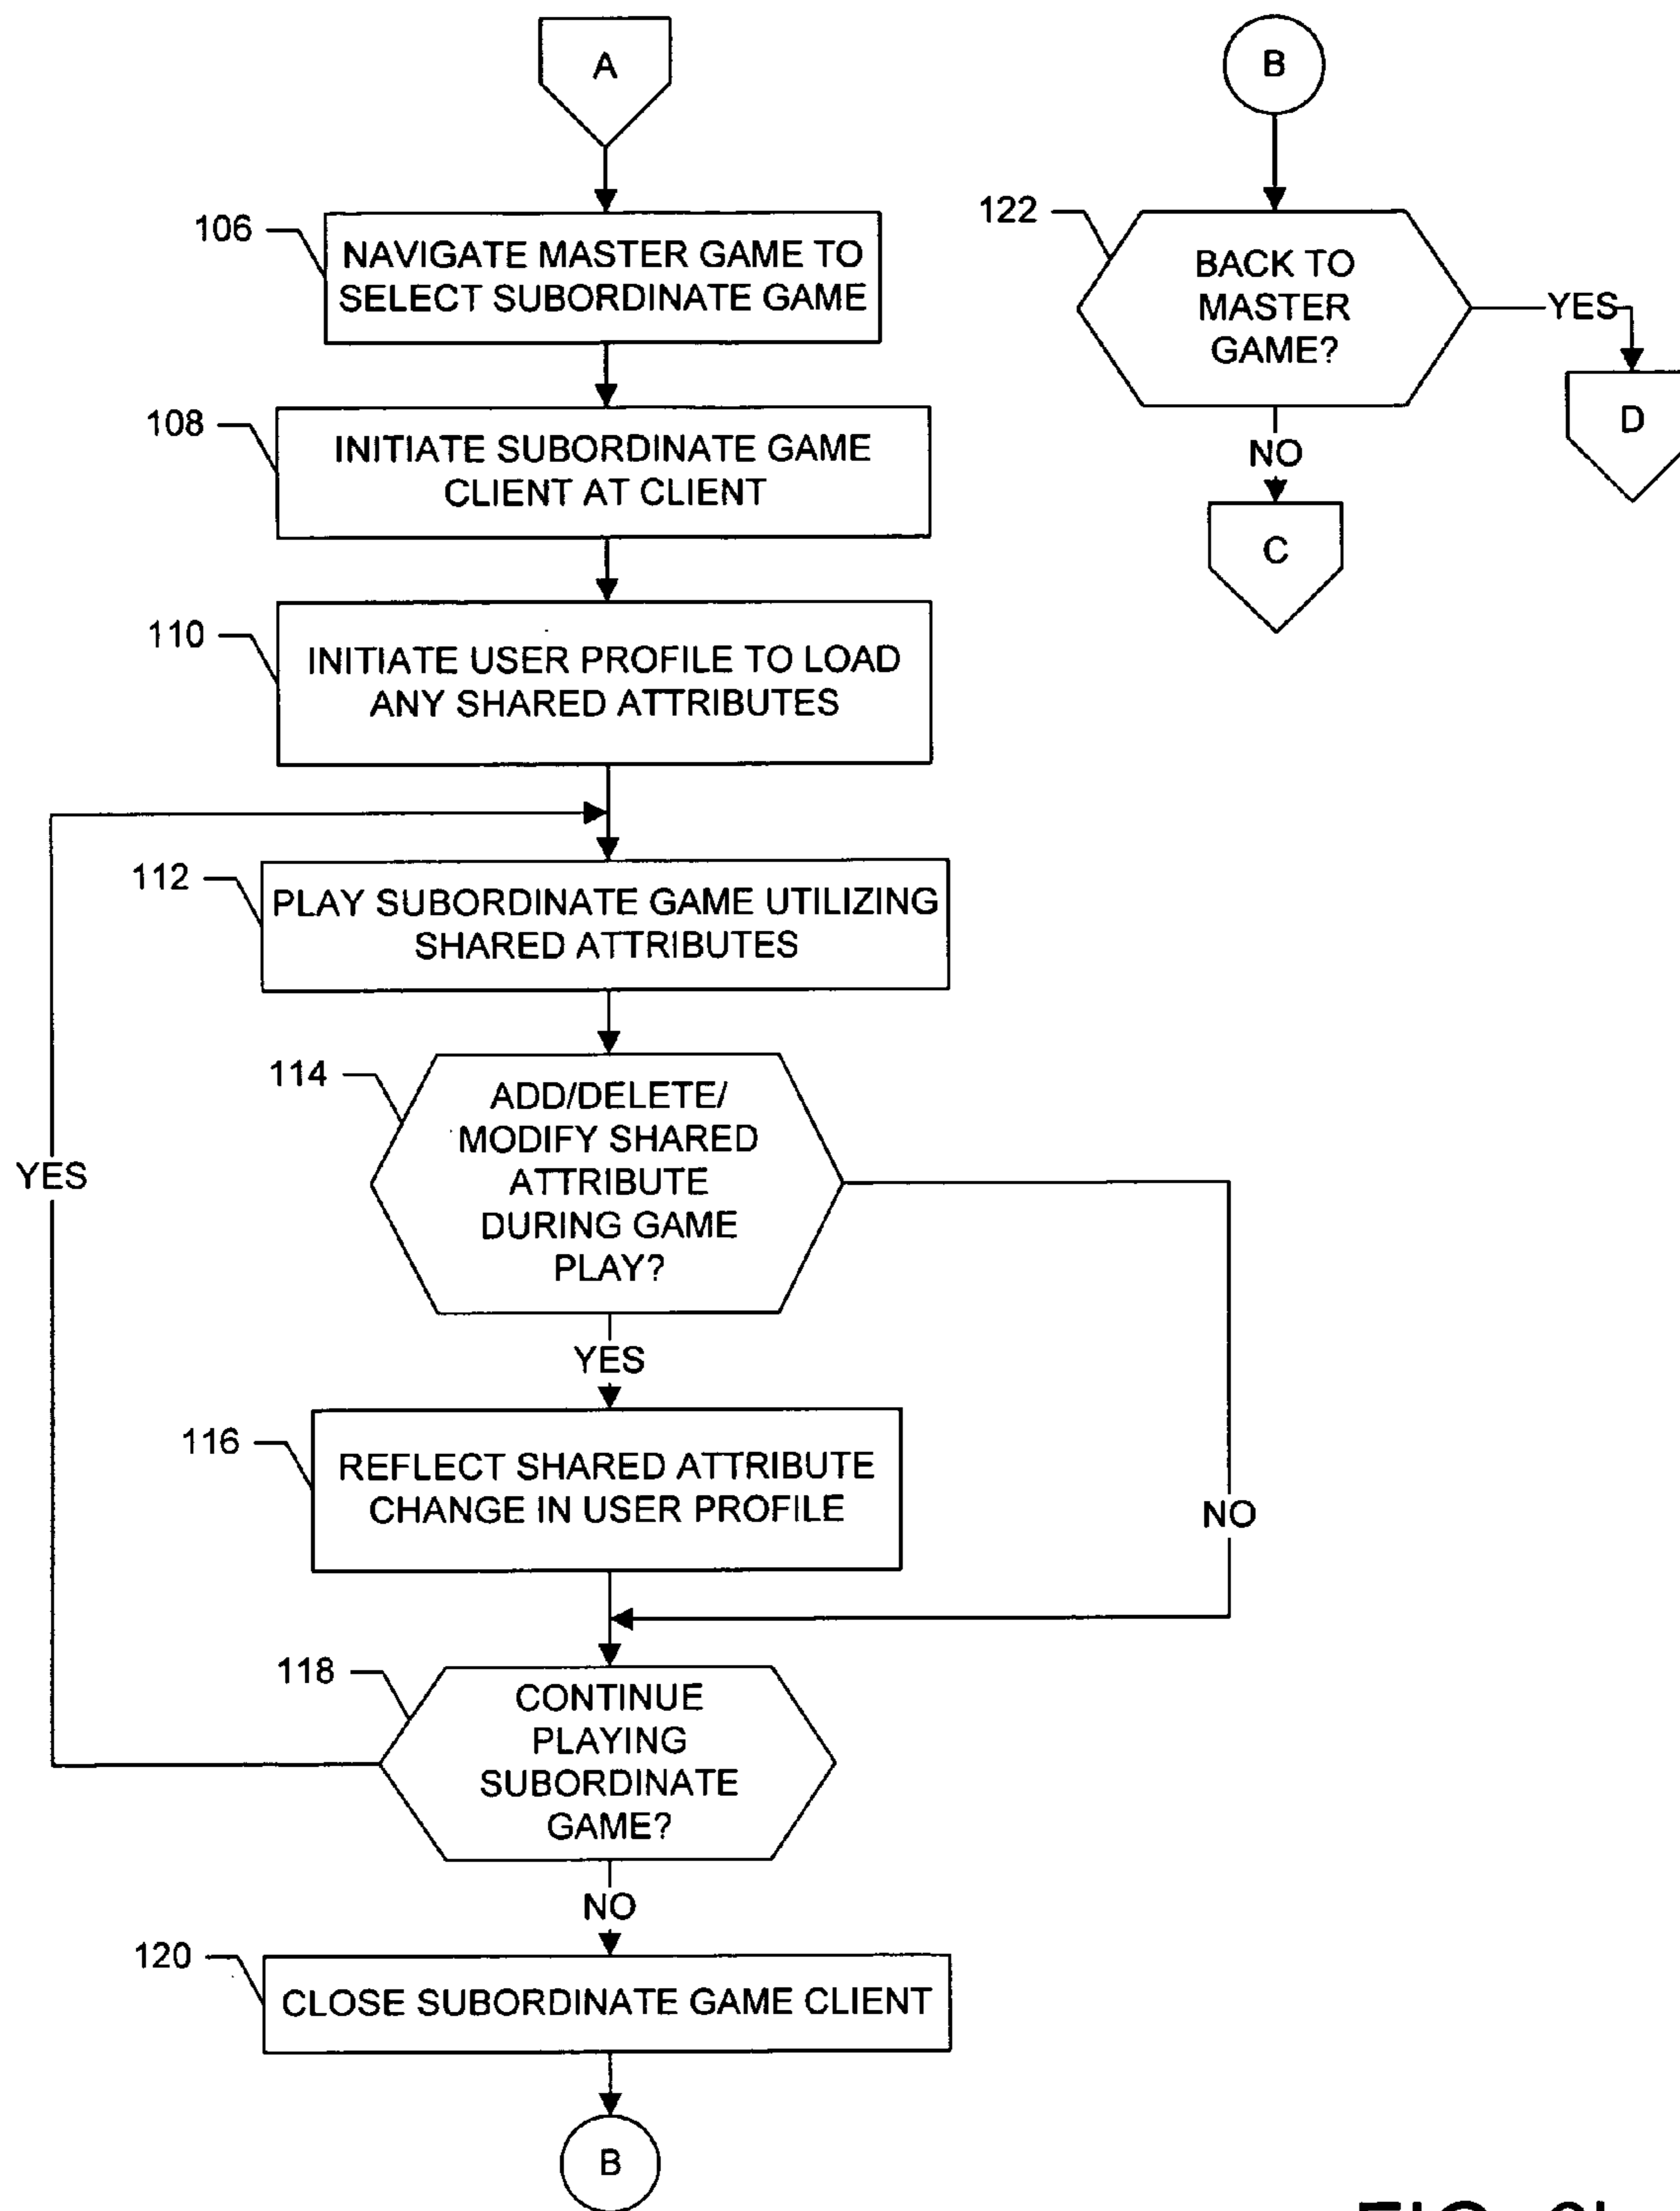 A
106
NAVIGATE MASTER GAME TO
SELECT SUBORDINATE GAME
108
INITIATE SUBORDINATE GAME
CLIENT AT CLIENT
110
INITIATE USER PROFILE TO LOAD
ANY SHARED ATTRIBUTES
112
PLAY SUBORDINATE GAME UTILIZING
SHARED ATTRIBUTES
114
ADD/DELETE/
MODIFY SHARED
ATTRIBUTE
DURING GAME
PLAY?
YES
NO
116
REFLECT SHARED ATTRIBUTE
CHANGE IN USER PROFILE
118
CONTINUE
PLAYING
SUBORDINATE
GAME?
YES
NO
120
CLOSE SUBORDINATE GAME CLIENT
B
B
122
BACK TO
MASTER
GAME?
YES
D
NO
C